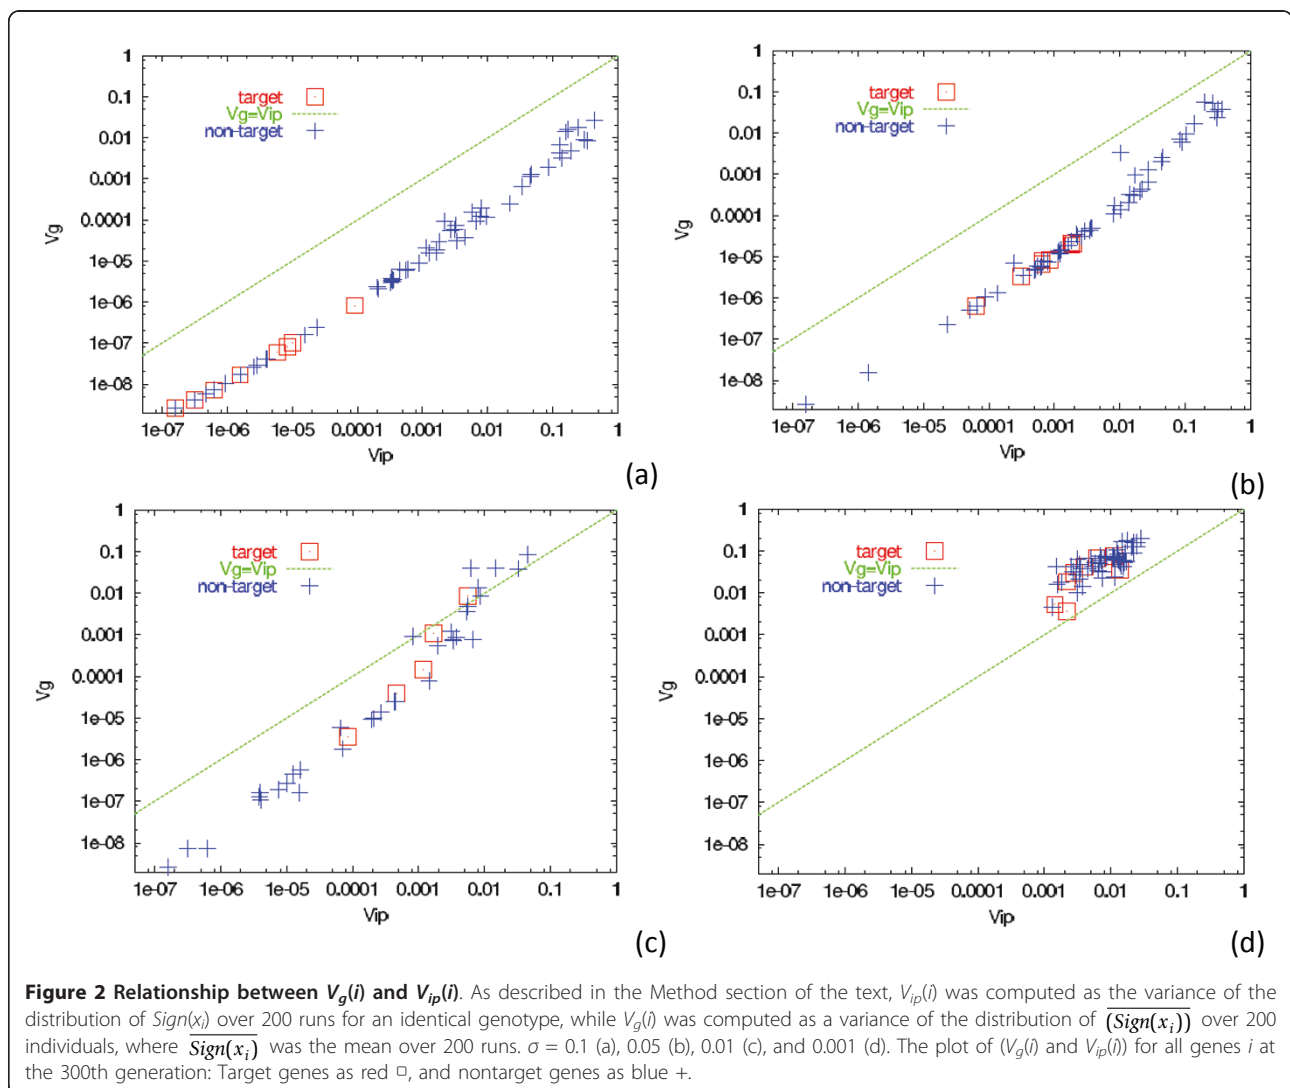 1
0.1
0.01
0.001
0.0001
1e-05
1e-06
1e-07
1e-08
Vg
target
Vg=Vip
non-target
1e-07 1e-06 1e-05 0.0001 0.001 0.01 0.1 1
Vip
(a)
1
0.1
0.01
0.001
0.0001
1e-05
1e-06
1e-07
1e-08
Vg
target
Vg=Vip
non-target
1e-07 1e-06 1e-05 0.0001 0.001 0.01 0.1 1
Vip
(b)
1
0.1
0.01
0.001
0.0001
1e-05
1e-06
1e-07
1e-08
Vg
target
Vg=Vip
non-target
1e-07 1e-06 1e-05 0.0001 0.001 0.01 0.1 1
Vip
(c)
1
0.1
0.01
0.001
0.0001
1e-05
1e-06
1e-07
1e-08
Vg
target
Vg=Vip
non-target
1e-07 1e-06 1e-05 0.0001 0.001 0.01 0.1 1
Vip
(d)
Figure 2 Relationship between V_g(i) and V_ip(i). As described in the Method section of the text, V_ip(i) was computed as the variance of the
distribution of Sign(x_i) over 200 runs for an identical genotype, while V_g(i) was computed as a variance of the distribution of \overline{(Sign(x_i))} over 200
individuals, where \overline{Sign(x_i)} was the mean over 200 runs. σ = 0.1 (a), 0.05 (b), 0.01 (c), and 0.001 (d). The plot of (V_g(i) and V_ip(i)) for all genes i at
the 300th generation: Target genes as red □, and nontarget genes as blue +.